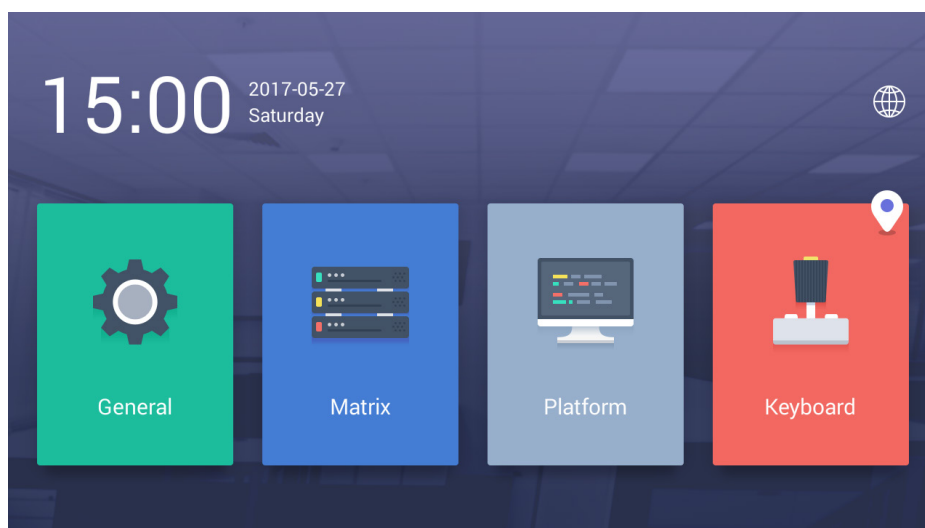 15:00
2017-05-27
Saturday
General
Matrix
Platform
Keyboard